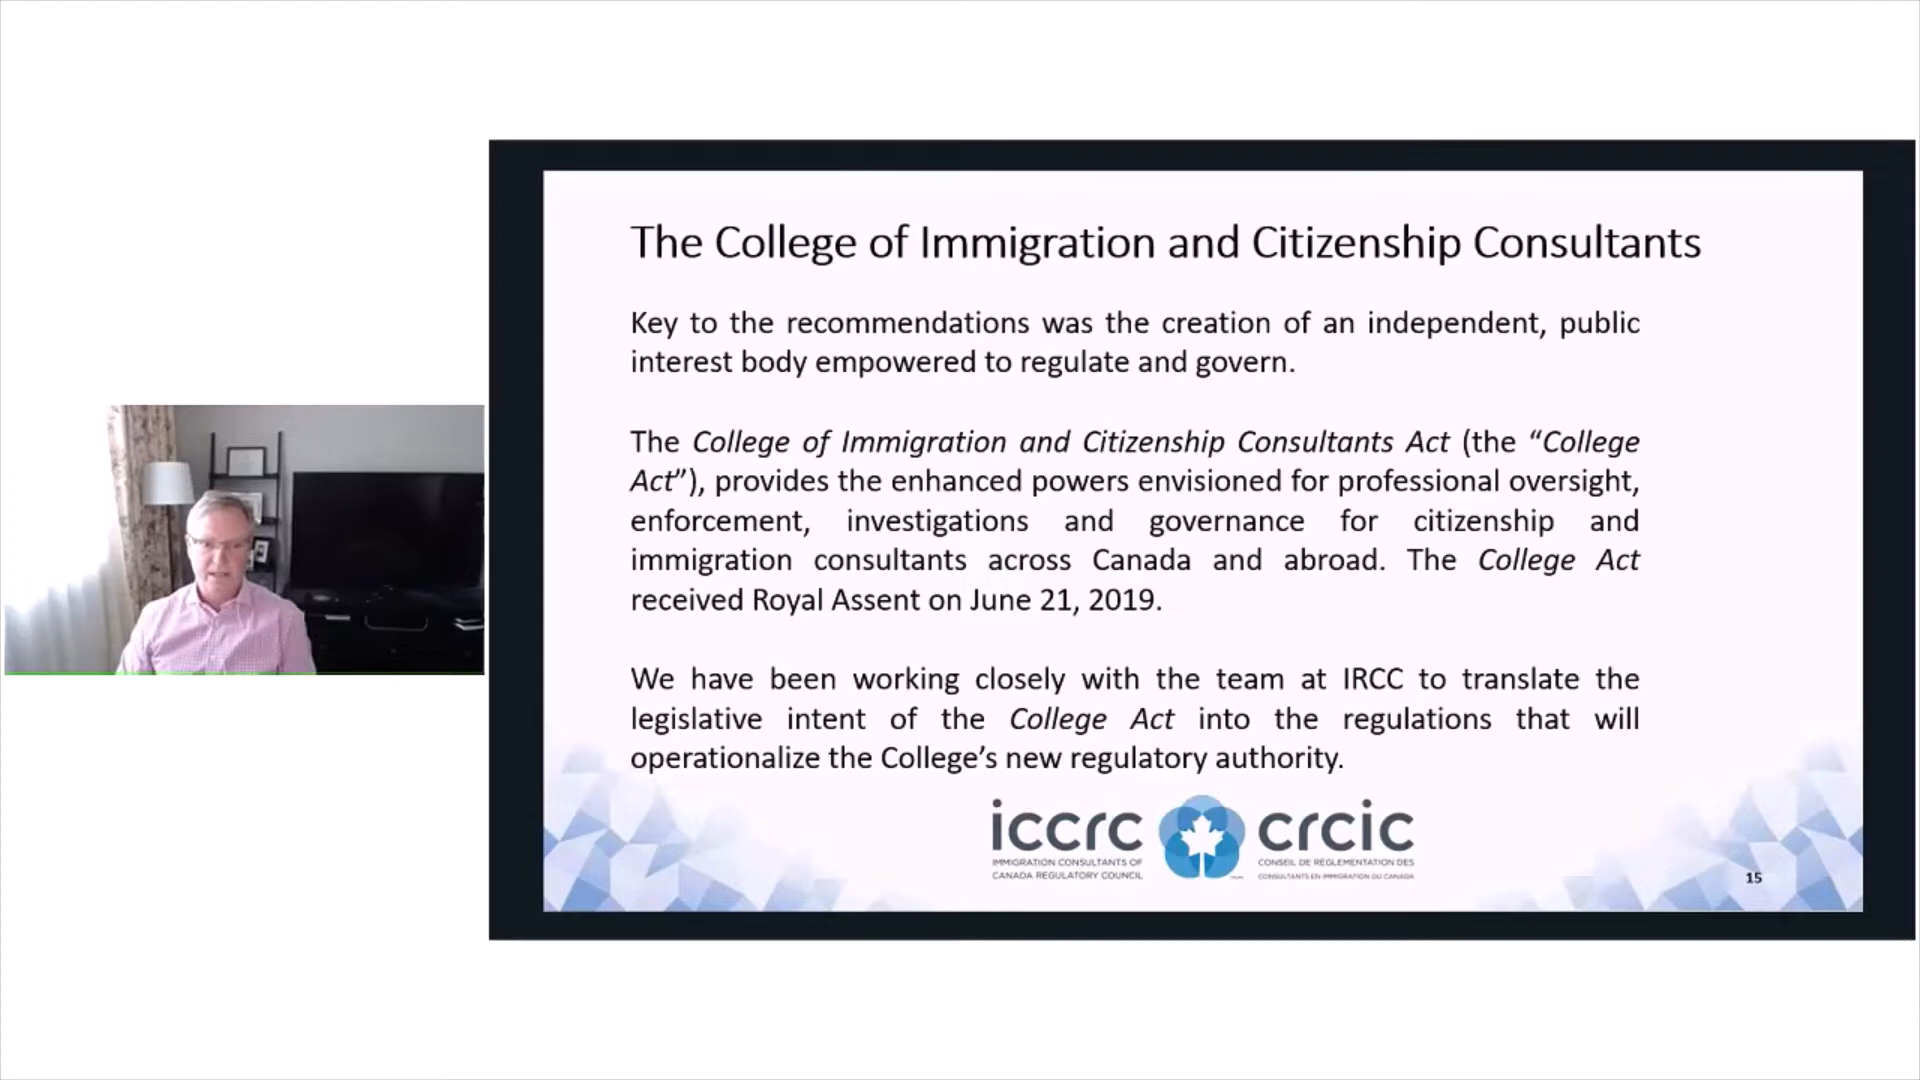 The College of Immigration and Citizenship Consultants
Key to the recommendations was the creation of an independent, public
interest body empowered to regulate and govern.
The College of Immigration and Citizenship Consultants Act (the “College
Act”), provides the enhanced powers envisioned for professional oversight,
enforcement, investigations and governance for citizenship and
immigration consultants across Canada and abroad. The College Act
received Royal Assent on June 21, 2019.
We have been working closely with the team at IRCC to translate the
legislative intent of the College Act into the regulations that will
operationalize the College’s new regulatory authority.
iccrc crcic
IMMIGRATION CONSULTANTS OF
CANADA REGULATORY COUNCIL
CONSEIL DE RÉGLEMENTATION DES
CONSULTANTS EN IMMIGRATION DU CANADA
15